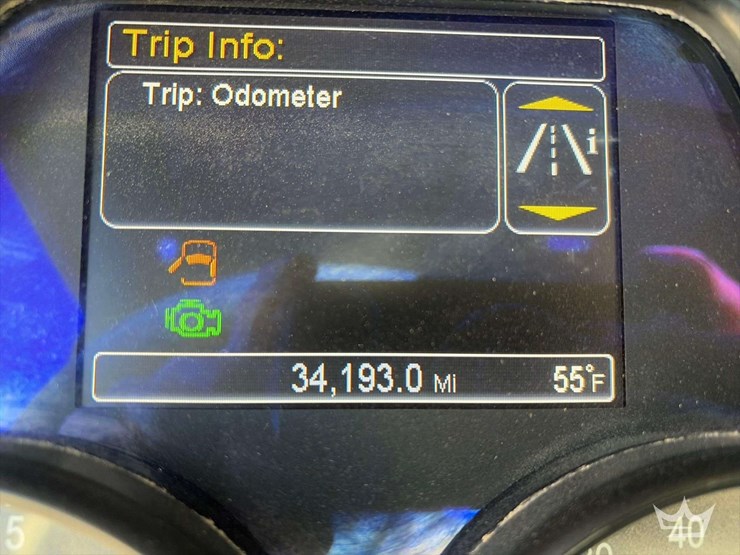 Trip Info:
Trip: Odometer
i
34,193.0 Mi
55°F
5
40